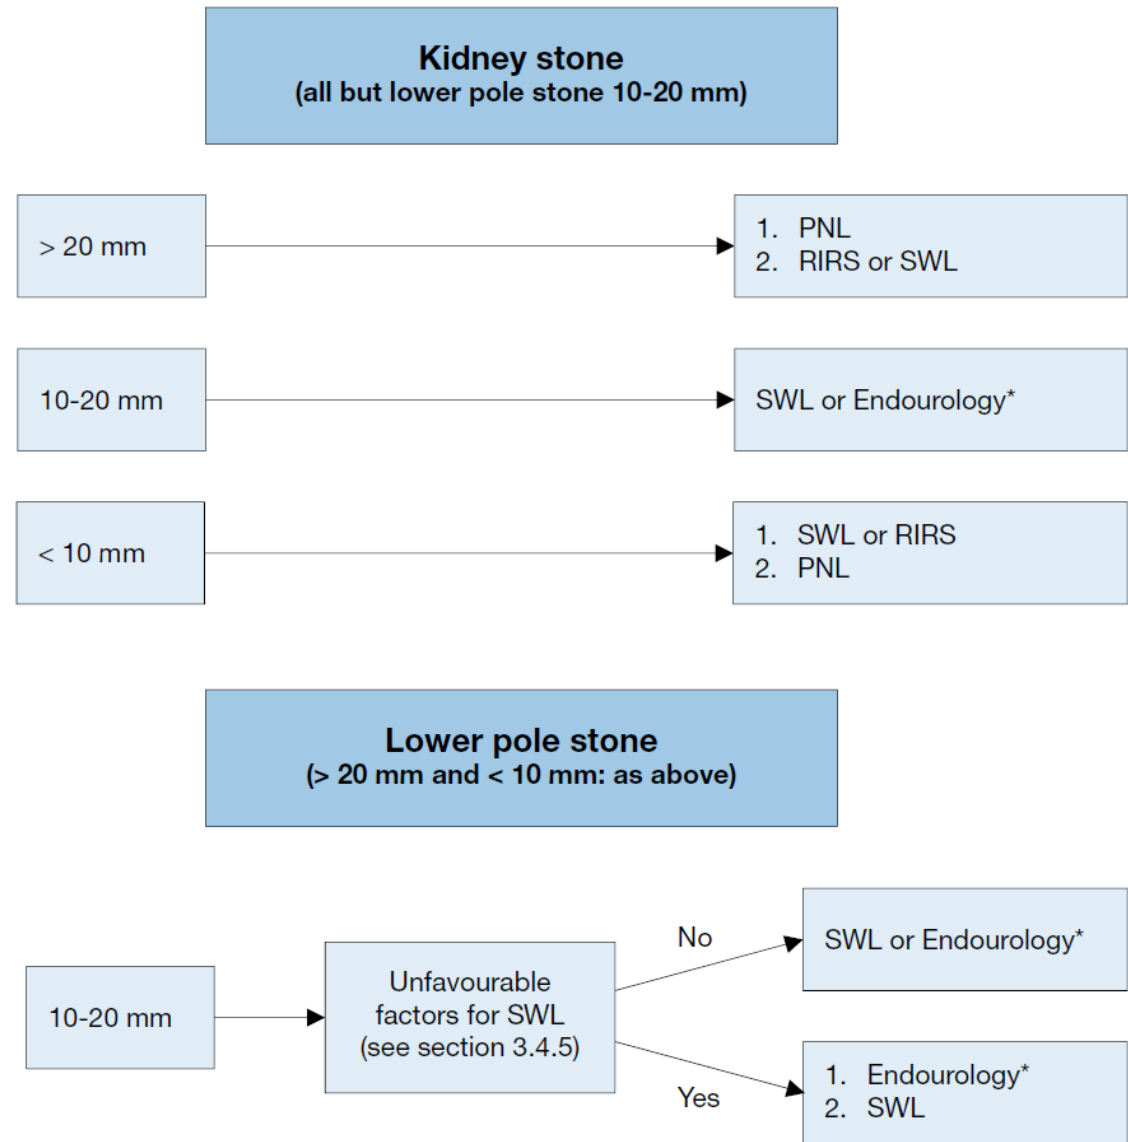 Kidney stone
(all but lower pole stone 10-20 mm)
> 20 mm
1. PNL
2. RIRS or SWL
10-20 mm
SWL or Endourology*
< 10 mm
1. SWL or RIRS
2. PNL
Lower pole stone
(> 20 mm and < 10 mm: as above)
10-20 mm
Unfavourable
factors for SWL
(see section 3.4.5)
No
SWL or Endourology*
Yes
1. Endourology*
2. SWL